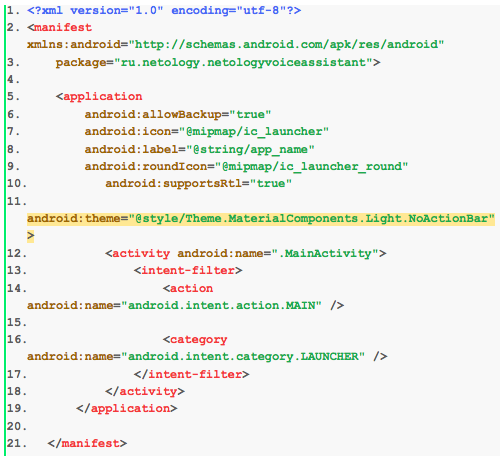 1. <?xml version="1.0" encoding="utf-8"?>
2. <manifest
xmlns:android="http://schemas.android.com/apk/res/android"
3. package="ru.netology.netologyvoiceassistant">
4.
5. <application
6. android:allowBackup="true"
7. android:icon="@mipmap/ic_launcher"
8. android:label="@string/app_name"
9. android:roundIcon="@mipmap/ic_launcher_round"
10. android:supportsRtl="true"
11.
android:theme="@style/Theme.MaterialComponents.Light.NoActionBar"
>
12. <activity android:name=".MainActivity">
13. <intent-filter>
14. <action
android:name="android.intent.action.MAIN" />
15.
16. <category
android:name="android.intent.category.LAUNCHER" />
17. </intent-filter>
18. </activity>
19. </application>
20.
21. </manifest>